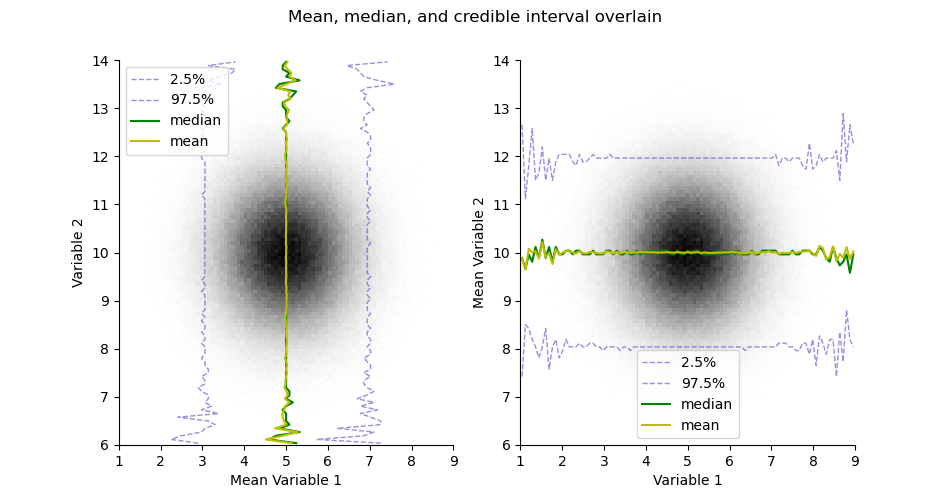 Mean, median, and credible interval overlain
14
13
12
11
10
9
8
7
6
Variable 2
2.5%
97.5%
median
mean
1 2 3 4 5 6 7 8 9
Mean Variable 1
14
13
12
11
10
9
8
7
6
Mean Variable 2
2.5%
97.5%
median
mean
1 2 3 4 5 6 7 8 9
Variable 1